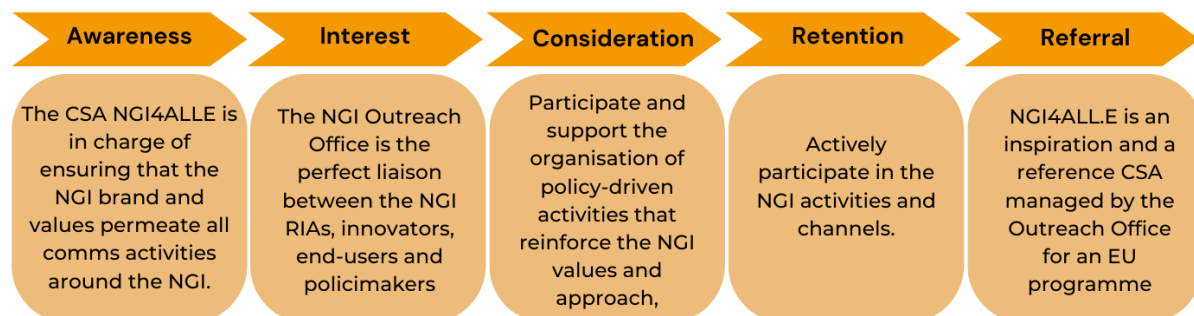 Awareness
Interest
Consideration
Retention
Referral
The CSA NGI4ALLE is
in charge of
ensuring that the
NGI brand and
values permeate all
comms activities
around the NGI.
The NGI Outreach
Office is the
perfect liaison
between the NGI
RIAs, innovators,
end-users and
policimakers
Participate and
support the
organisation of
policy-driven
activities that
reinforce the NGI
values and
approach,
Actively
participate in the
NGI activities and
channels.
NGI4ALL.E is an
inspiration and a
reference CSA
managed by the
Outreach Office
for an EU
programme